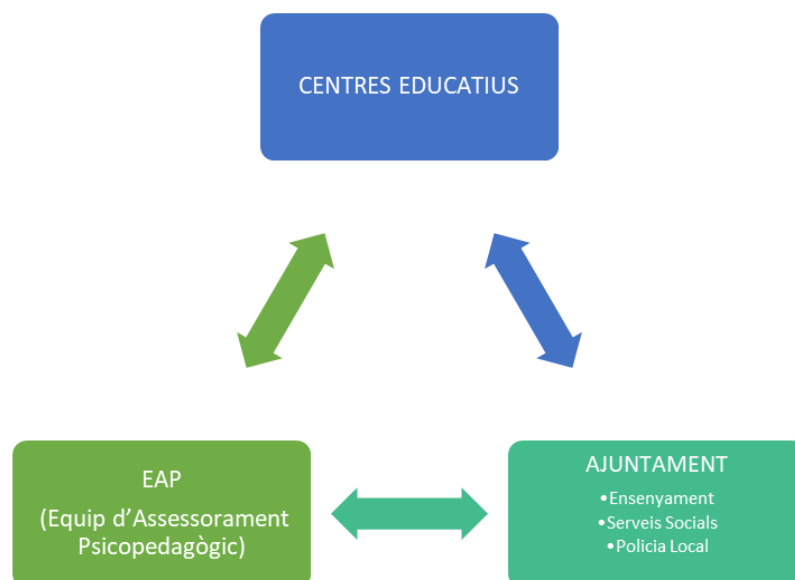 CENTRES EDUCATIUS
EAP
(Equip d’Assessorament
Psicopedagògic)
AJUNTAMENT
•Ensenyament
•Serveis Socials
•Policia Local